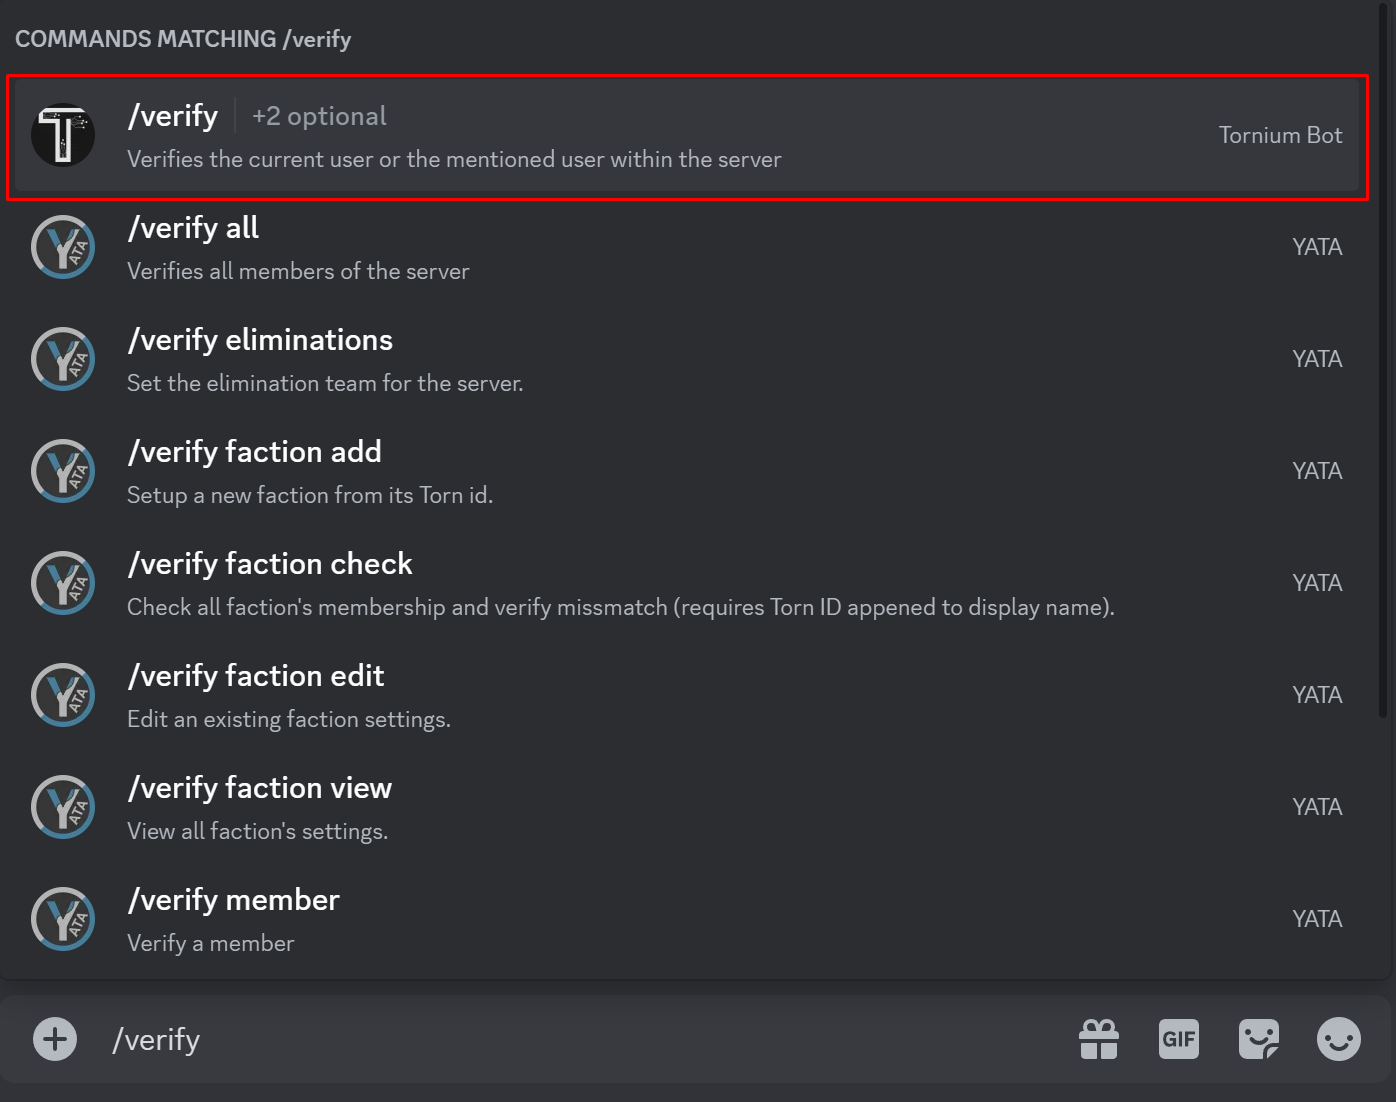 COMMANDS MATCHING /verify
/verify +2 optional
Verifies the current user or the mentioned user within the server
Tornium Bot
/verify all
Verifies all members of the server
YATA
/verify eliminations
Set the elimination team for the server.
YATA
/verify faction add
Setup a new faction from its Torn id.
YATA
/verify faction check
Check all faction's membership and verify missmatch (requires Torn ID appened to display name).
YATA
/verify faction edit
Edit an existing faction settings.
YATA
/verify faction view
View all faction's settings.
YATA
/verify member
Verify a member
YATA
/verify
GIF